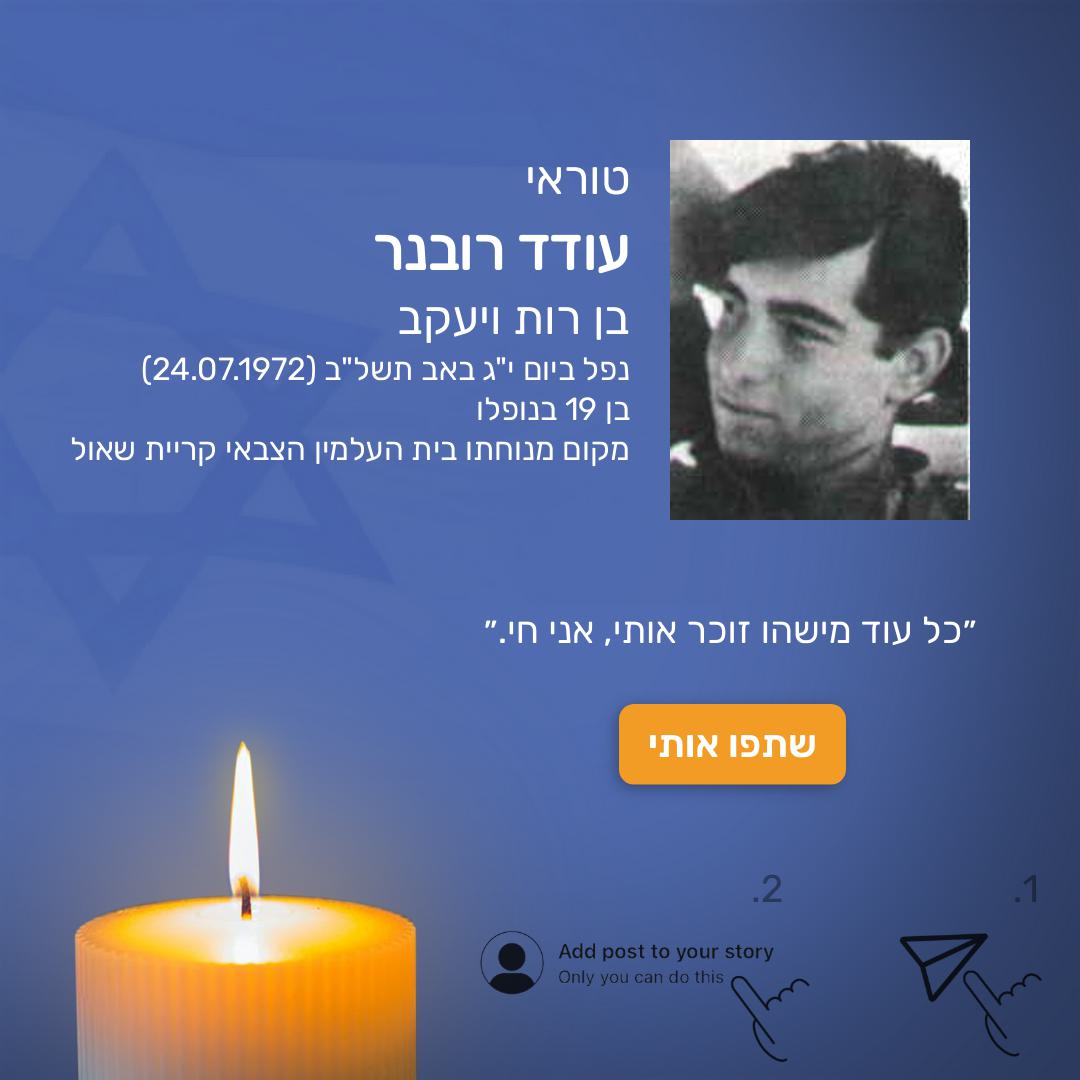 טוראי
עודד רובנר
בן רות ויעקב
נפל ביום י"ג באב תשל"ב (24.07.1972)
בן 19 בנופלו
מקום מנוחתו בית העלמין הצבאי קריית שאול
״כל עוד מישהו זוכר אותי, אני חי.״
שתפו אותי
.1
.2
Add post to your story
Only you can do this